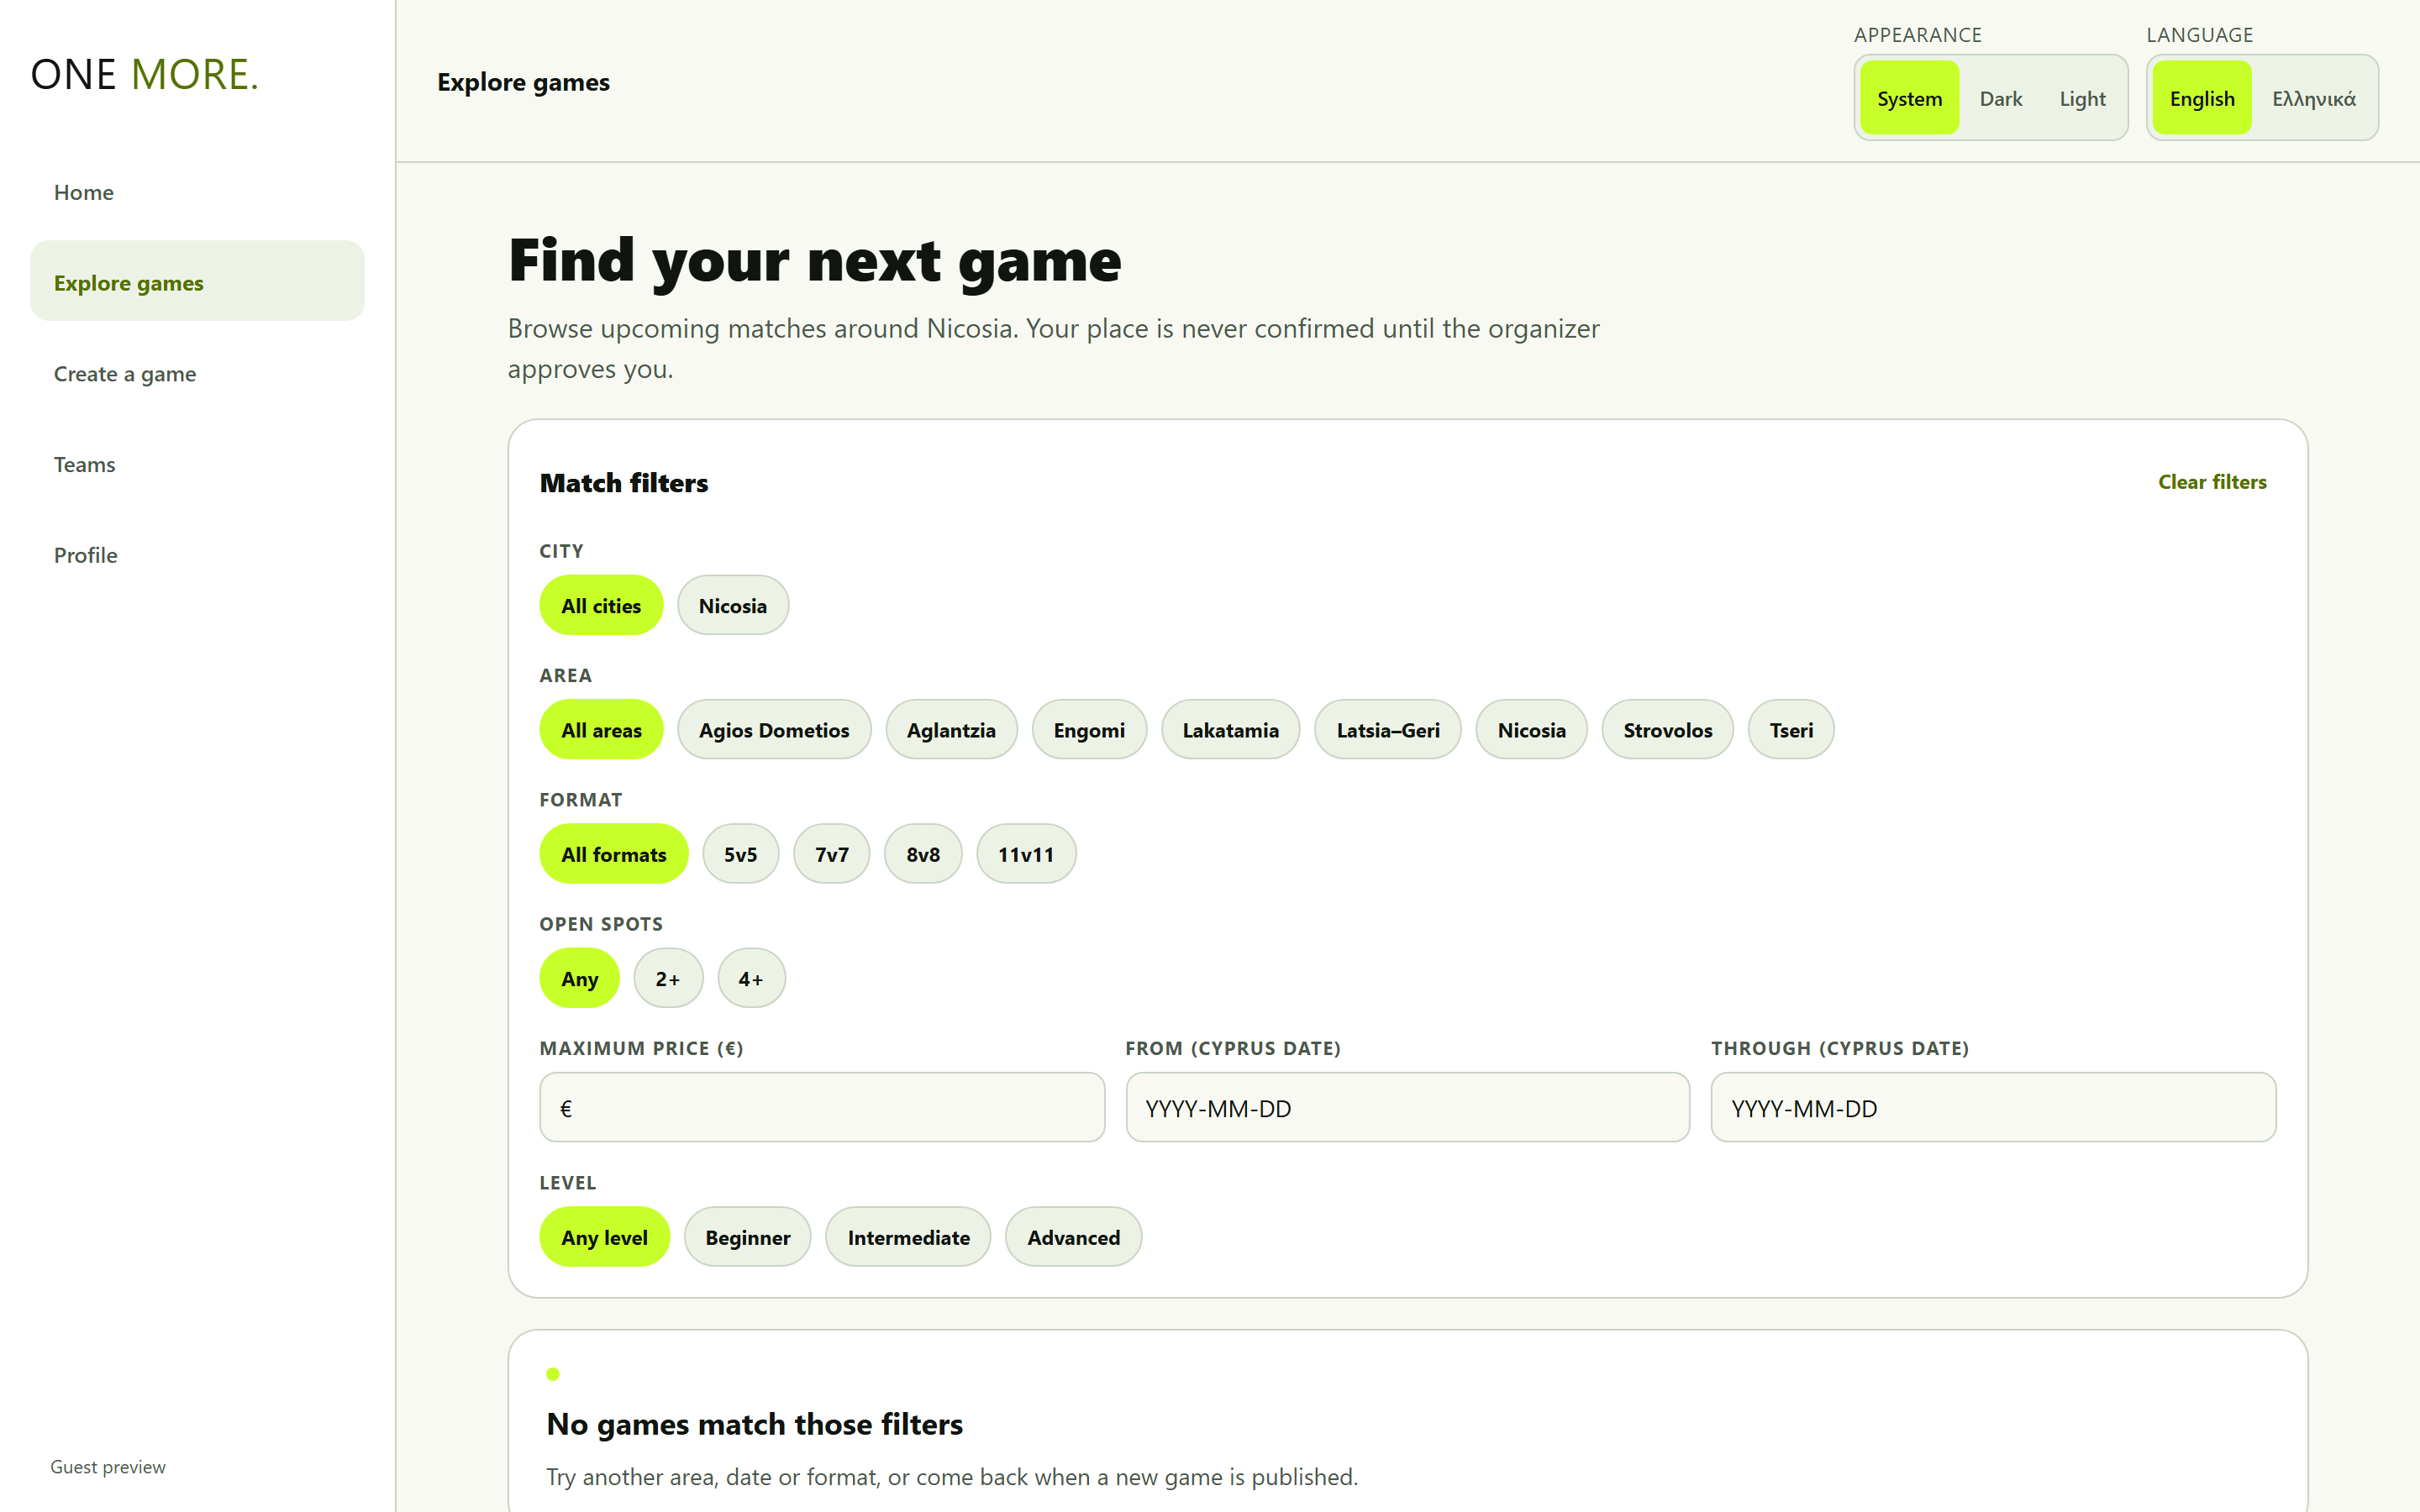 ONE MORE.
Home
Explore games
Create a game
Teams
Profile
Guest preview
Explore games
APPEARANCE
System Dark Light
LANGUAGE
English Ελληνικά
Find your next game
Browse upcoming matches around Nicosia. Your place is never confirmed until the organizer
approves you.
Match filters
Clear filters
CITY
All cities Nicosia
AREA
All areas Agios Dometios Aglantzia Engomi Lakatamia Latsia–Geri Nicosia Strovolos Tseri
FORMAT
All formats 5v5 7v7 8v8 11v11
OPEN SPOTS
Any 2+ 4+
MAXIMUM PRICE (€) FROM (CYPRUS DATE) THROUGH (CYPRUS DATE)
€ YYYY-MM-DD YYYY-MM-DD
LEVEL
Any level Beginner Intermediate Advanced
No games match those filters
Try another area, date or format, or come back when a new game is published.